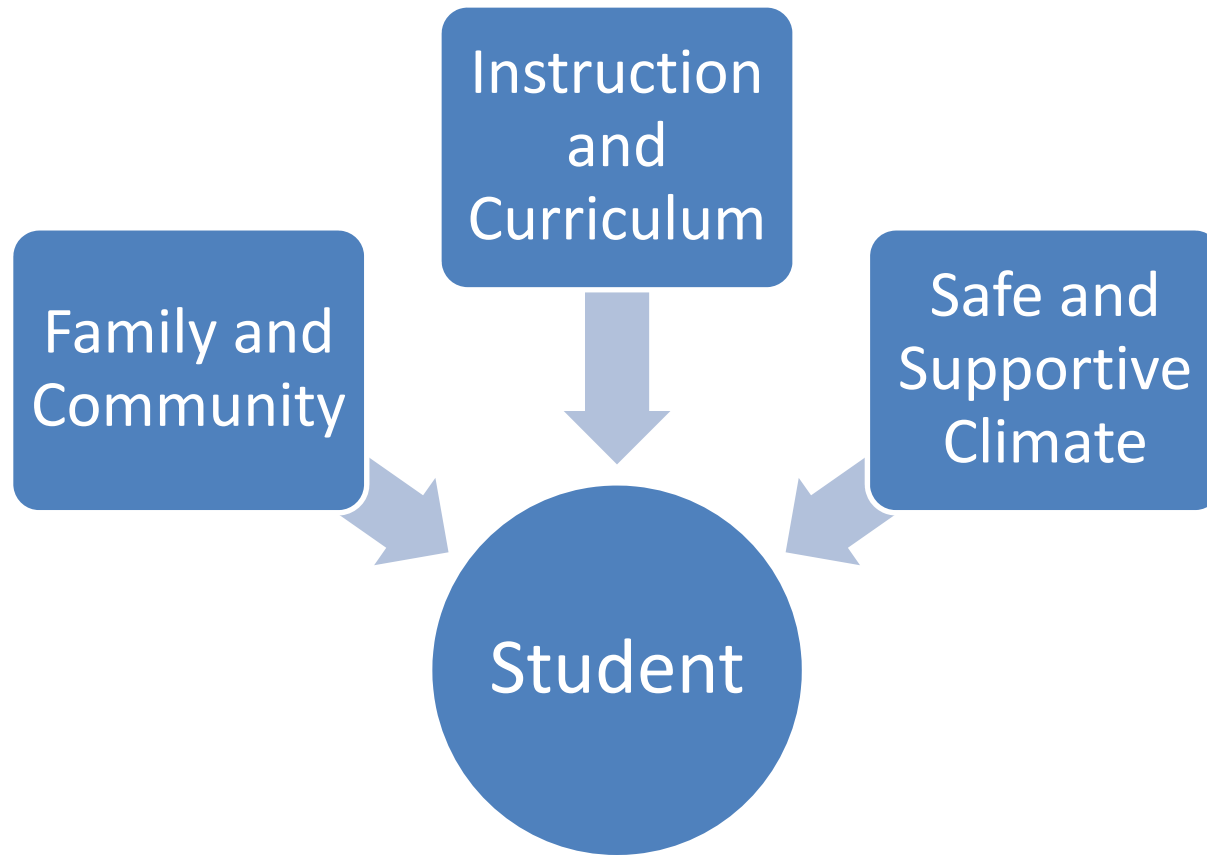 Instruction
and
Curriculum
Family and
Community
Safe and
Supportive
Climate
Student